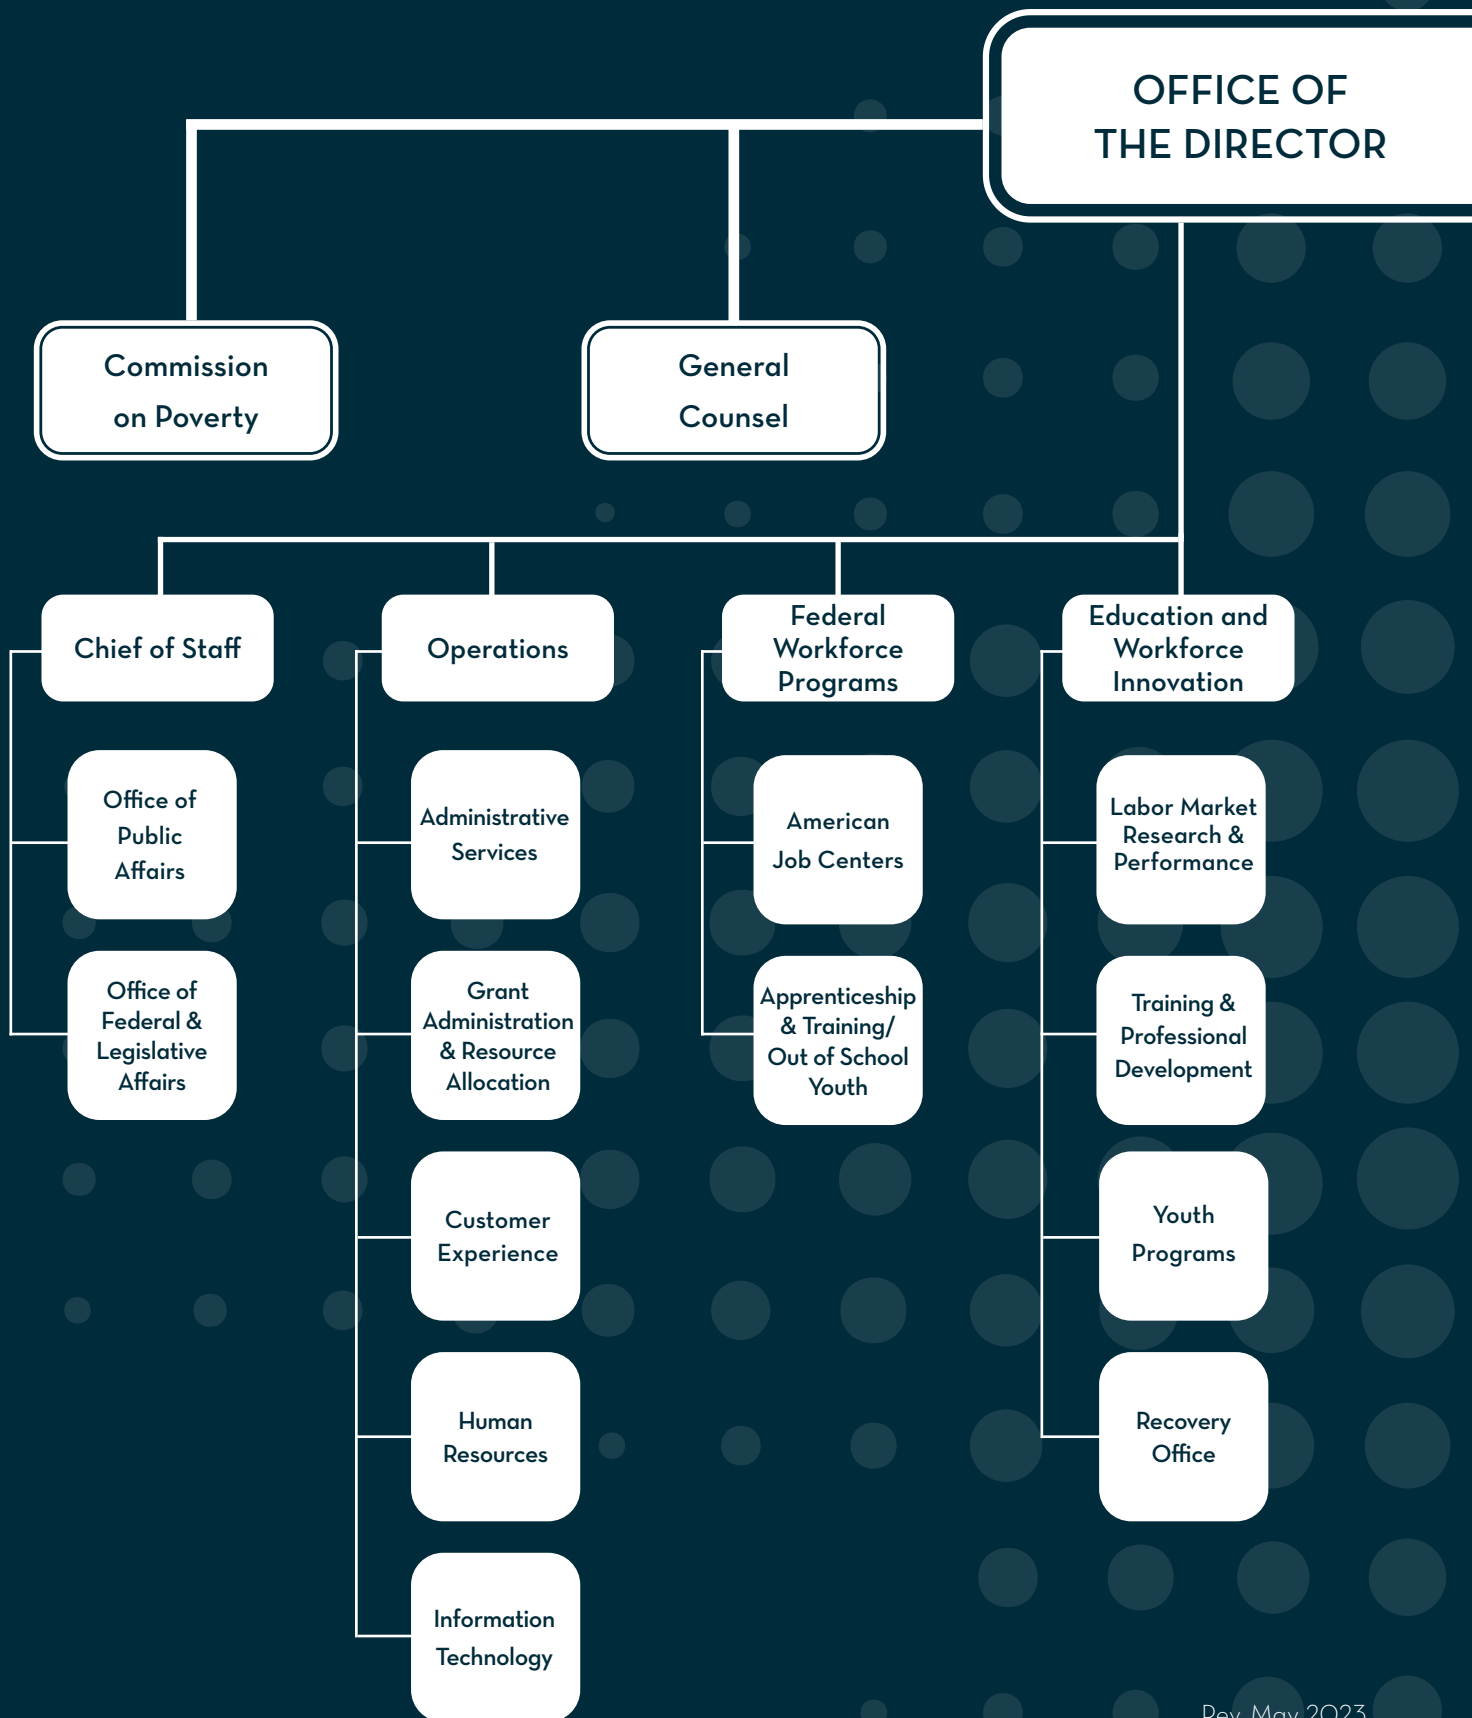 OFFICE OF
THE DIRECTOR
Commission
on Poverty
General
Counsel
Chief of Staff
Operations
Federal
Workforce
Programs
Education and
Workforce
Innovation
Office of
Public
Affairs
Office of
Federal &
Legislative
Affairs
Administrative
Services
Grant
Administration
& Resource
Allocation
Customer
Experience
Human
Resources
Information
Technology
American
Job Centers
Apprenticeship
& Training/
Out of School
Youth
Labor Market
Research &
Performance
Training &
Professional
Development
Youth
Programs
Recovery
Office
Rev. May 2023